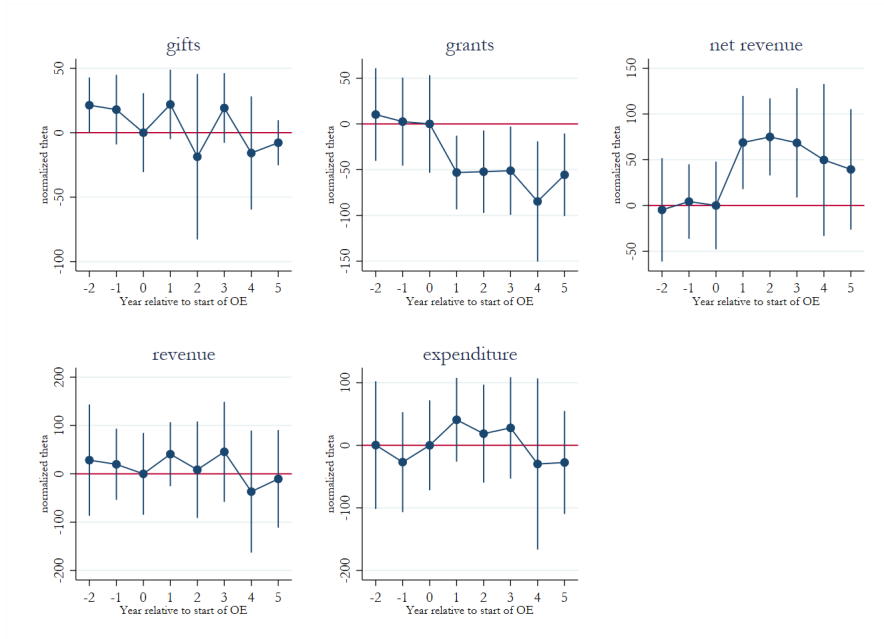 gifts
50
0
-50
-100
normalized theta
-2 -1 0 1 2 3 4 5
Year relative to start of OE
grants
50
0
-50
-100
-150
normalized theta
-2 -1 0 1 2 3 4 5
Year relative to start of OE
net revenue
150
100
50
0
-50
normalized theta
-2 -1 0 1 2 3 4 5
Year relative to start of OE
revenue
200
100
0
-100
-200
normalized theta
-2 -1 0 1 2 3 4 5
Year relative to start of OE
expenditure
100
0
-100
-200
normalized theta
-2 -1 0 1 2 3 4 5
Year relative to start of OE